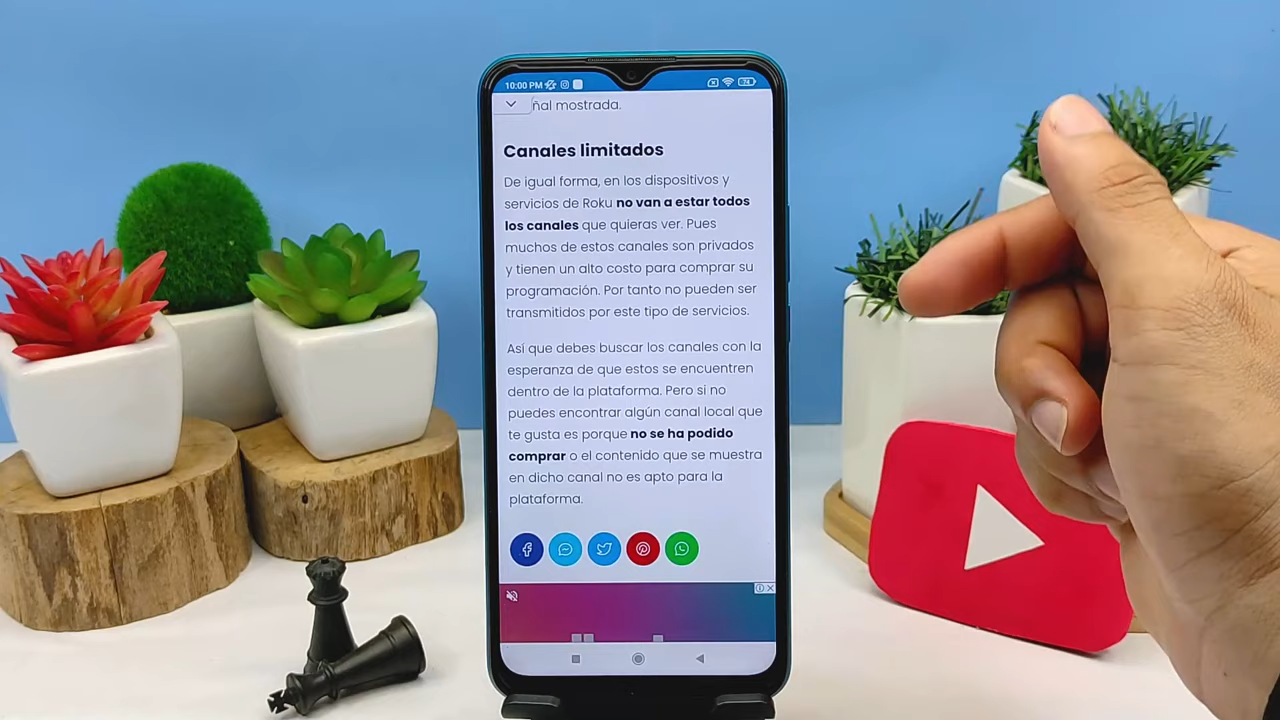 10:00 PM
74
ñal mostrada.
Canales limitados
De igual forma, en los dispositivos y
servicios de Roku no van a estar todos
los canales que quieras ver. Pues
muchos de estos canales son privados
y tienen un alto costo para comprar su
programación. Por tanto no pueden ser
transmitidos por este tipo de servicios.
Así que debes buscar los canales con la
esperanza de que estos se encuentren
dentro de la plataforma. Pero si no
puedes encontrar algún canal local que
te gusta es porque no se ha podido
comprar o el contenido que se muestra
en dicho canal no es apto para la
plataforma.